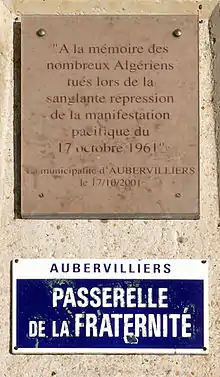 "A la mémoire des
nombreux Algériens
tués lors de la
sanglante répression
de la manifestation
pacifique du
17 octobre 1961"
La municipalité d'AUBERVILLIERS
le 17/10/2001
AUBERVILLIERS
PASSERELLE
DE LA FRATERNITÉ